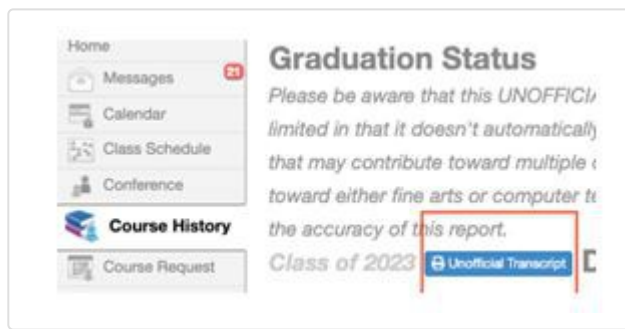 Home
Messages 21
Calendar
Class Schedule
Conference
Course History
Course Request
Graduation Status
Please be aware that this UNOFFICIA
limited in that it doesn't automatically
that may contribute toward multiple
toward either fine arts or computer te
the accuracy of this report.
Class of 2023 Unofficial Transcript D